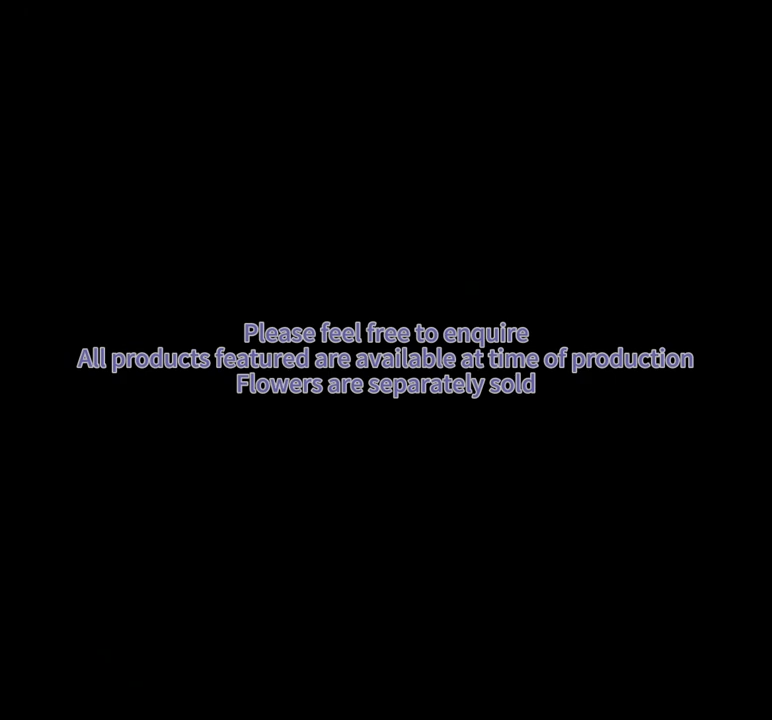 Please feel free to enquire
All products featured are available at time of production
Flowers are separately sold